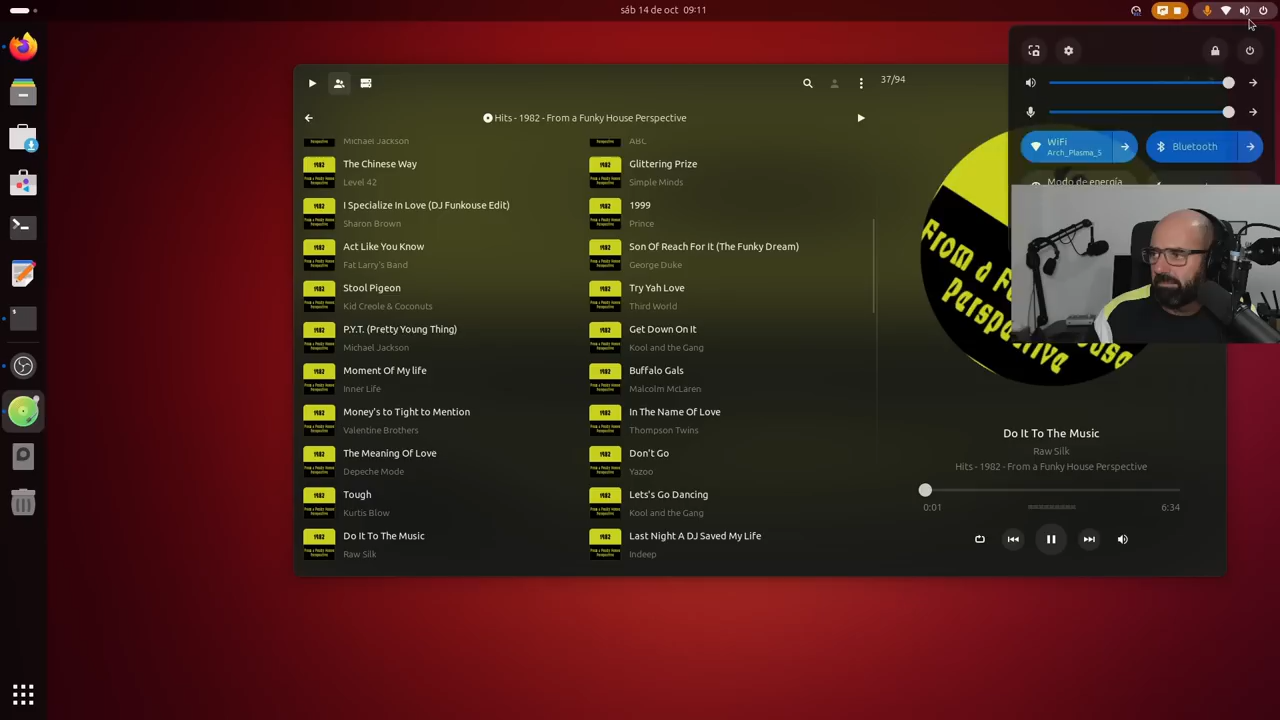 sáb 14 de oct 09:11
37/94
Hits - 1982 - From a Funky House Perspective
Michael Jackson
The Chinese Way
Level 42
I Specialize In Love (DJ Funkouse Edit)
Sharon Brown
Act Like You Know
Fat Larry's Band
Stool Pigeon
Kid Creole & Coconuts
P.Y.T. (Pretty Young Thing)
Michael Jackson
Moment Of My life
Inner Life
Money's to Tight to Mention
Valentine Brothers
The Meaning Of Love
Depeche Mode
Tough
Kurtis Blow
Do It To The Music
Raw Silk
ABC
Glittering Prize
Simple Minds
1999
Prince
Son Of Reach For It (The Funky Dream)
George Duke
Try Yah Love
Third World
Get Down On It
Kool and the Gang
Buffalo Gals
Malcolm McLaren
In The Name Of Love
Thompson Twins
Don't Go
Yazoo
Lets's Go Dancing
Kool and the Gang
Last Night A DJ Saved My Life
Indeep
WiFi
Arch_Plasma_5
Bluetooth
Modo de energía
From a
Perspective
Do It To The Music
Raw Silk
Hits - 1982 - From a Funky House Perspective
0:01
6:34